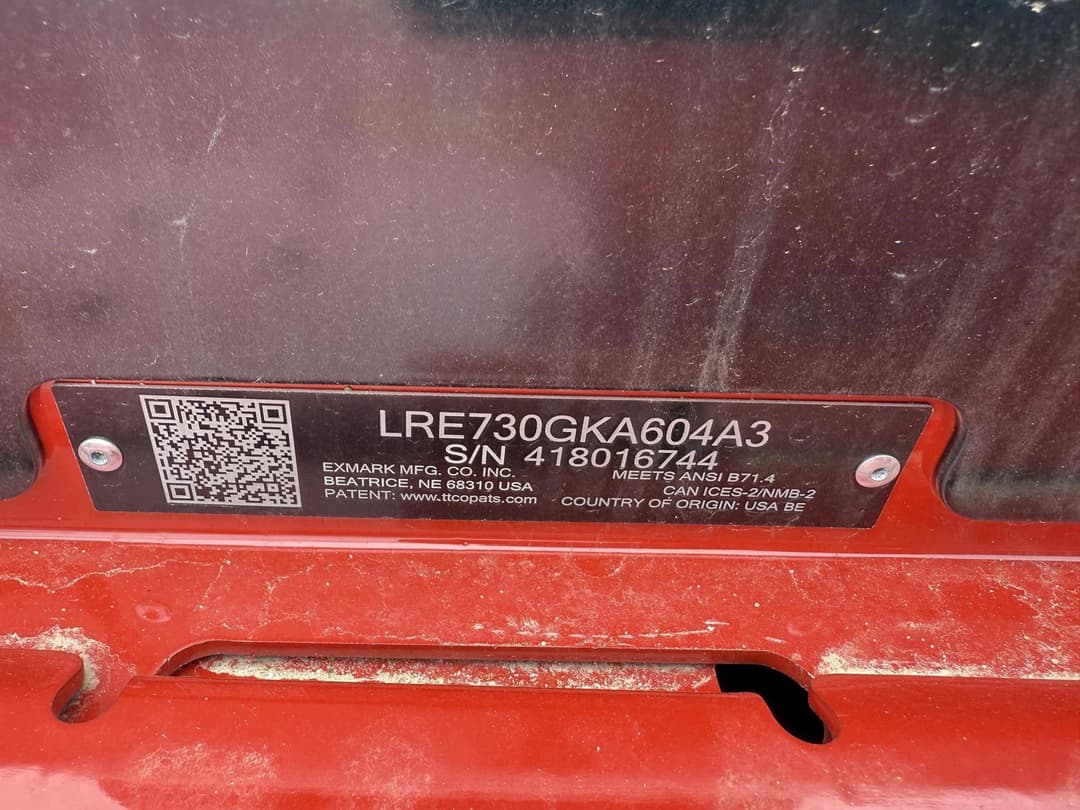 LRE730GKA604A3
S/N 418016744
EXMARK MFG. CO. INC.
BEATRICE, NE 68310 USA
PATENT: www.ttcopats.com
MEETS ANSI B71.4
CAN ICES-2/NMB-2
COUNTRY OF ORIGIN: USA BE